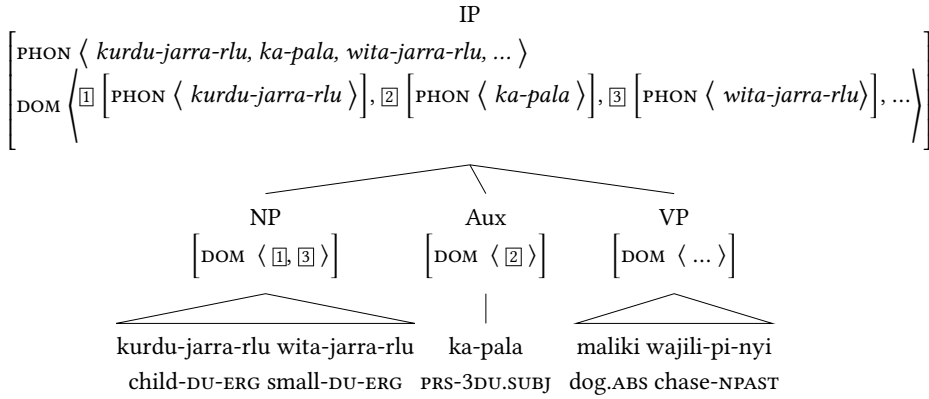 IP
PHON ⟨ kurdu-jarra-rlu, ka-pala, wita-jarra-rlu, … ⟩
DOM ⟨ 1 [PHON ⟨ kurdu-jarra-rlu ⟩], 2 [PHON ⟨ ka-pala ⟩], 3 [PHON ⟨ wita-jarra-rlu⟩], …⟩
NP Aux VP
[DOM ⟨ 1, 3 ⟩] [DOM ⟨ 2 ⟩] [DOM ⟨ … ⟩]
kurdu-jarra-rlu wita-jarra-rlu ka-pala maliki wajili-pi-nyi
child-DU-ERG small-DU-ERG PRS-3DU.SUBJ dog.ABS chase-NPAST